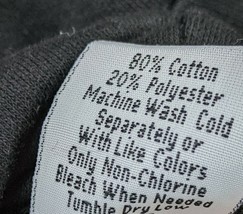 80% Cotton
20% Polyester
Machine Wash Cold
Separately or
With Like Colors
Only Non-Chlorine
Bleach When Needed
Tumble Dry Low